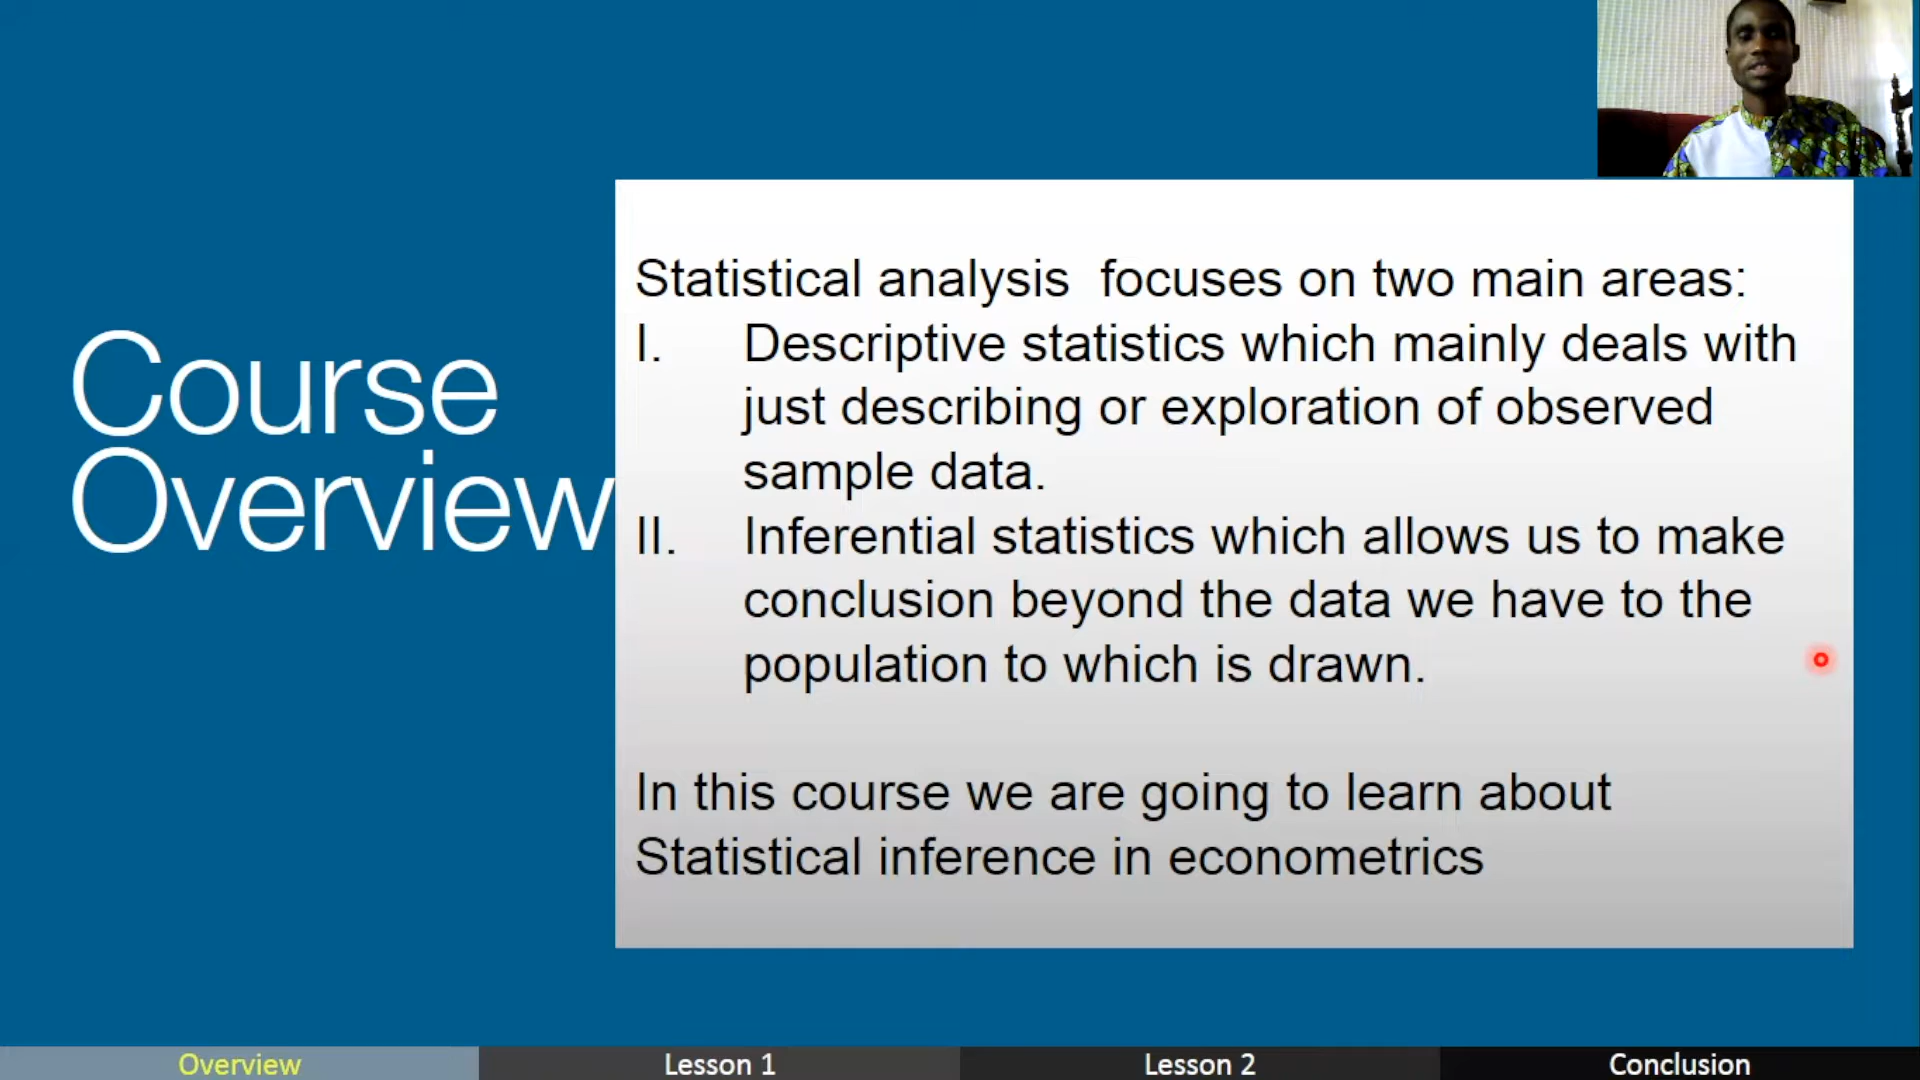 Course
Overview
Statistical analysis  focuses on two main areas:
I. Descriptive statistics which mainly deals with
just describing or exploration of observed
sample data.
II. Inferential statistics which allows us to make
conclusion beyond the data we have to the
population to which is drawn.
In this course we are going to learn about
Statistical inference in econometrics
Overview
Lesson 1
Lesson 2
Conclusion